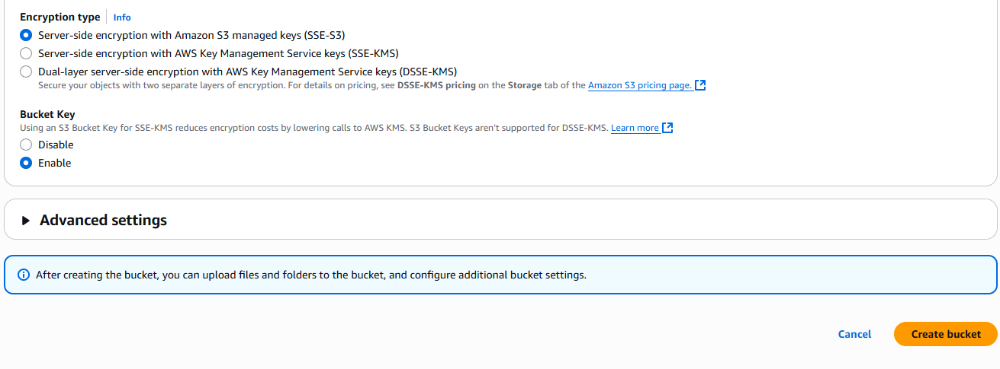 Encryption type Info
Server-side encryption with Amazon S3 managed keys (SSE-S3)
Server-side encryption with AWS Key Management Service keys (SSE-KMS)
Dual-layer server-side encryption with AWS Key Management Service keys (DSSE-KMS)
Secure your objects with two separate layers of encryption. For details on pricing, see DSSE-KMS pricing on the Storage tab of the Amazon S3 pricing page.
Bucket Key
Using an S3 Bucket Key for SSE-KMS reduces encryption costs by lowering calls to AWS KMS. S3 Bucket Keys aren't supported for DSSE-KMS. Learn more
Disable
Enable
Advanced settings
After creating the bucket, you can upload files and folders to the bucket, and configure additional bucket settings.
Cancel Create bucket